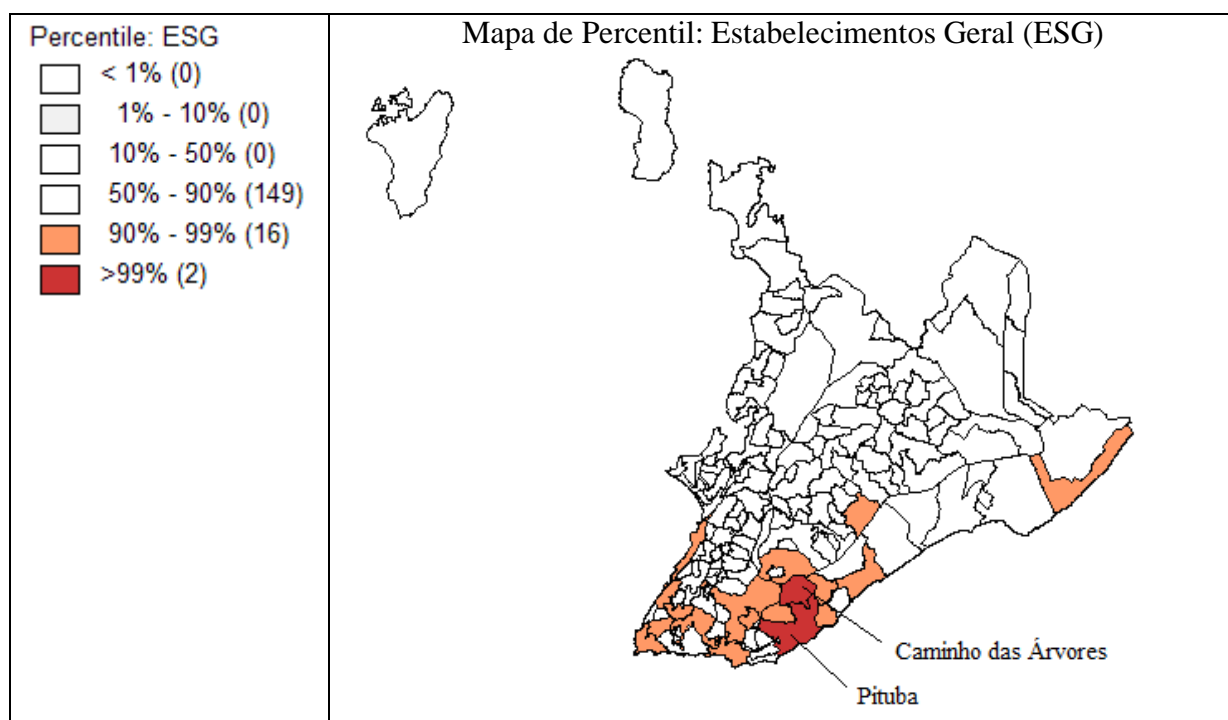 Percentile: ESG
< 1% (0)
1% - 10% (0)
10% - 50% (0)
50% - 90% (149)
90% - 99% (16)
>99% (2)
Mapa de Percentil: Estabelecimentos Geral (ESG)
Caminho das Árvores
Pituba